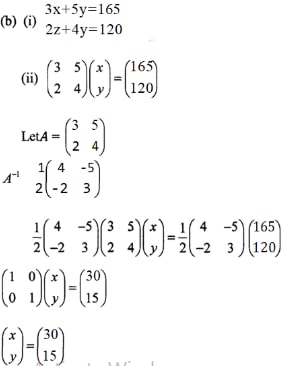 (b) (i) 3x+5y=165
2z+4y=120
(ii) (3 5; 2 4)(x; y) = (165; 120)
Let A = (3 5; 2 4)
A⁻¹ 1/2(4 -5; -2 3)
1/2(4 -5; -2 3)(3 5; 2 4)(x; y) = 1/2(4 -5; -2 3)(165; 120)
(1 0; 0 1)(x; y) = (30; 15)
(x; y) = (30; 15)